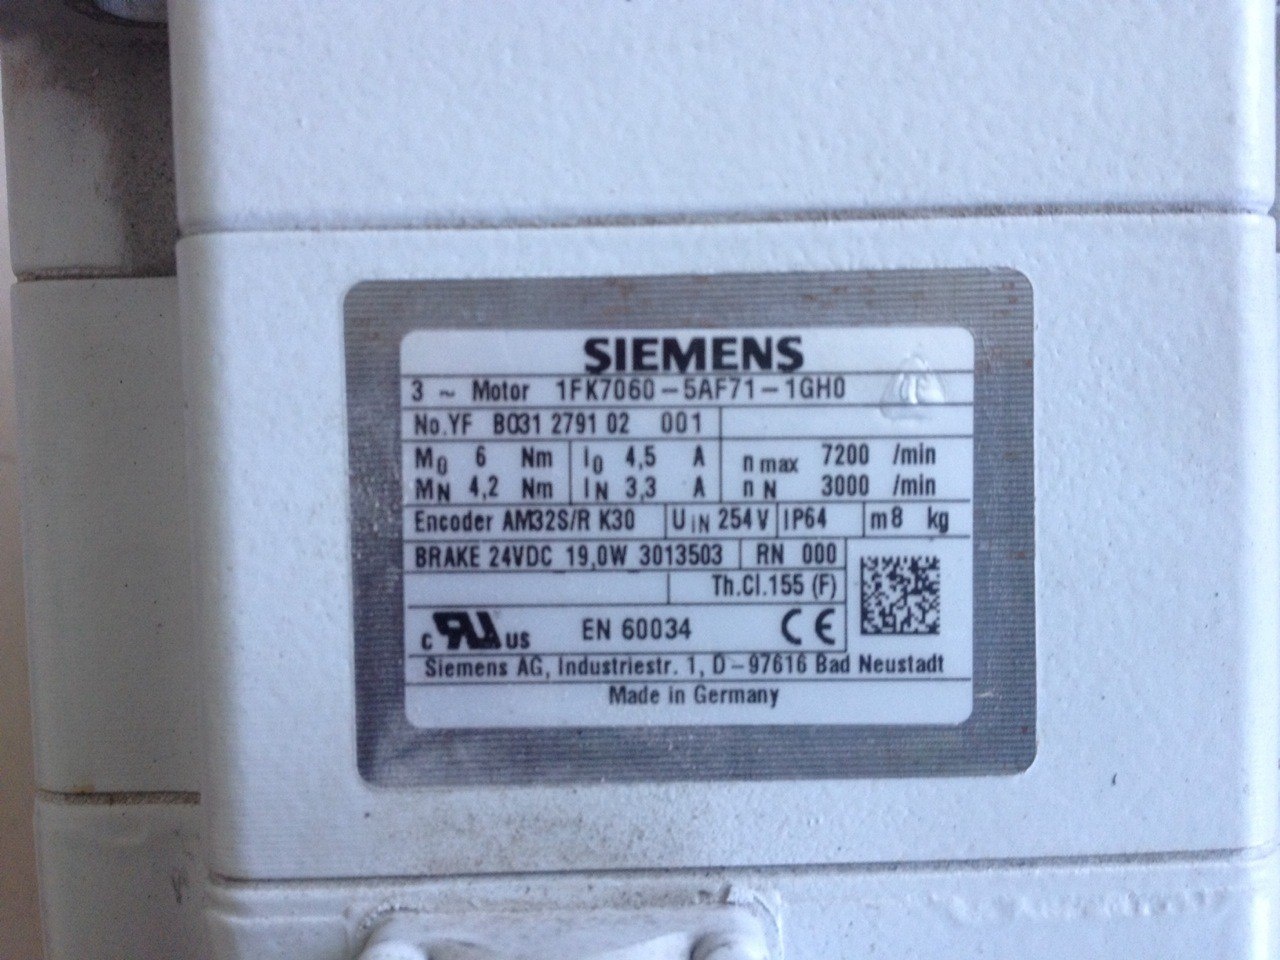 SIEMENS
3 ~ Motor 1FK7060-5AF71-1GH0
No.YF B031 2791 02 001
M0 6 Nm I0 4,5 A n max 7200 /min
MN 4,2 Nm IN 3,3 A n N 3000 /min
Encoder AM32S/R K30 UIN 254 V IP64 m8 kg
BRAKE 24VDC 19,0W 3013503 RN 000
Th.Cl.155 (F)
c RU US EN 60034 CE
Siemens AG, Industriestr. 1, D-97616 Bad Neustadt
Made in Germany